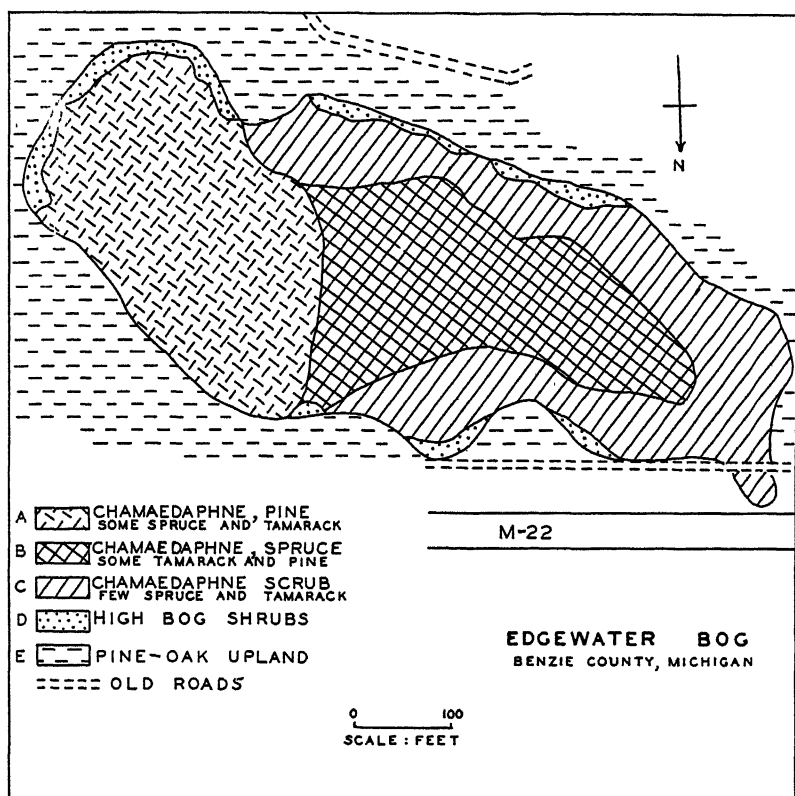 N
A CHAMAEDAPHNE, PINE
SOME SPRUCE AND TAMARACK
B CHAMAEDAPHNE, SPRUCE
SOME TAMARACK AND PINE
C CHAMAEDAPHNE SCRUB
FEW SPRUCE AND TAMARACK
D HIGH BOG SHRUBS
E PINE-OAK UPLAND
OLD ROADS
M-22
EDGEWATER BOG
BENZIE COUNTY, MICHIGAN
0 100
SCALE: FEET